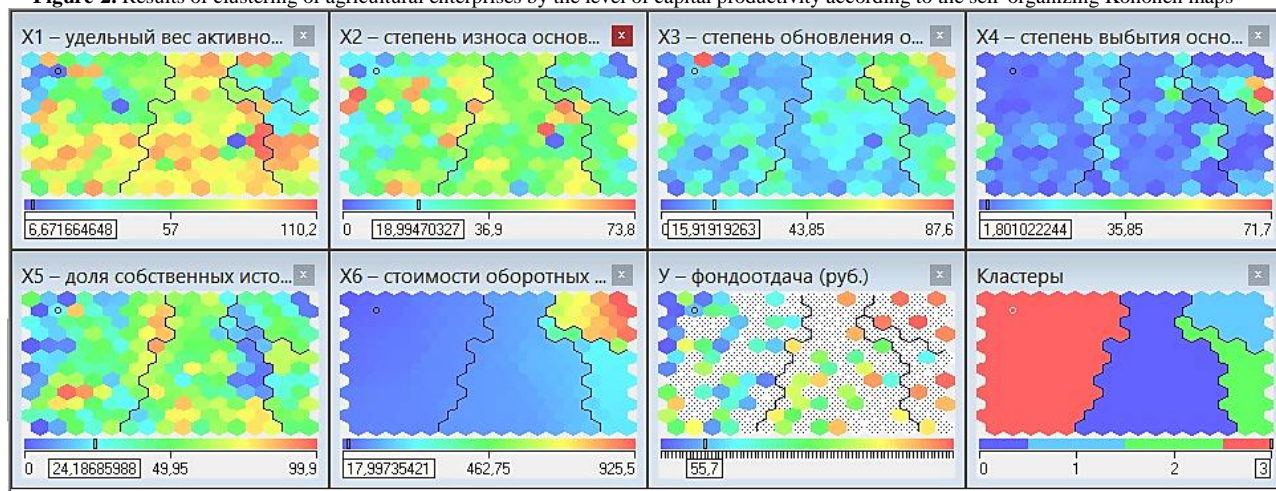 Figure 2. Results of clustering of agricultural enterprises by the level of capital productivity according to the self-organizing Kohonen maps
X1 – удельный вес активно... x
X2 – степень износа основ... x
X3 – степень обновления о... x
X4 – степень выбытия осно... x
6,671664648 57 110,2
0 18,99470327 36,9 73,8
0 15,91919263 43,85 87,6
1,801022244 35,85 71,7
X5 – доля собственных исто... x
X6 – стоимости оборотных ... x
У – фондоотдача (руб.) x
Кластеры x
0 24,18685988 49,95 99,9
17,99735421 462,75 925,5
55,7
0 1 2 3